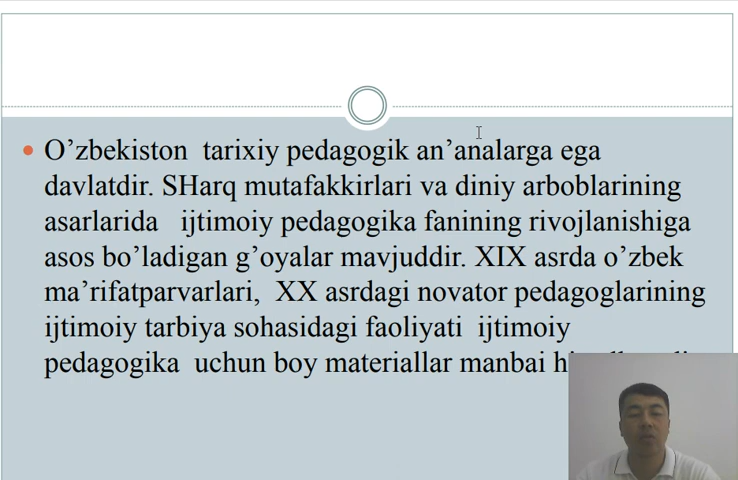 O’zbekiston tarixiy pedagogik an’analarga ega
davlatdir. SHarq mutafakkirlari va diniy arboblarining
asarlarida ijtimoiy pedagogika fanining rivojlanishiga
asos bo’ladigan g’oyalar mavjuddir. XIX asrda o’zbek
ma’rifatparvarlari, XX asrdagi novator pedagoglarining
ijtimoiy tarbiya sohasidagi faoliyati ijtimoiy
pedagogika uchun boy materiallar manbai